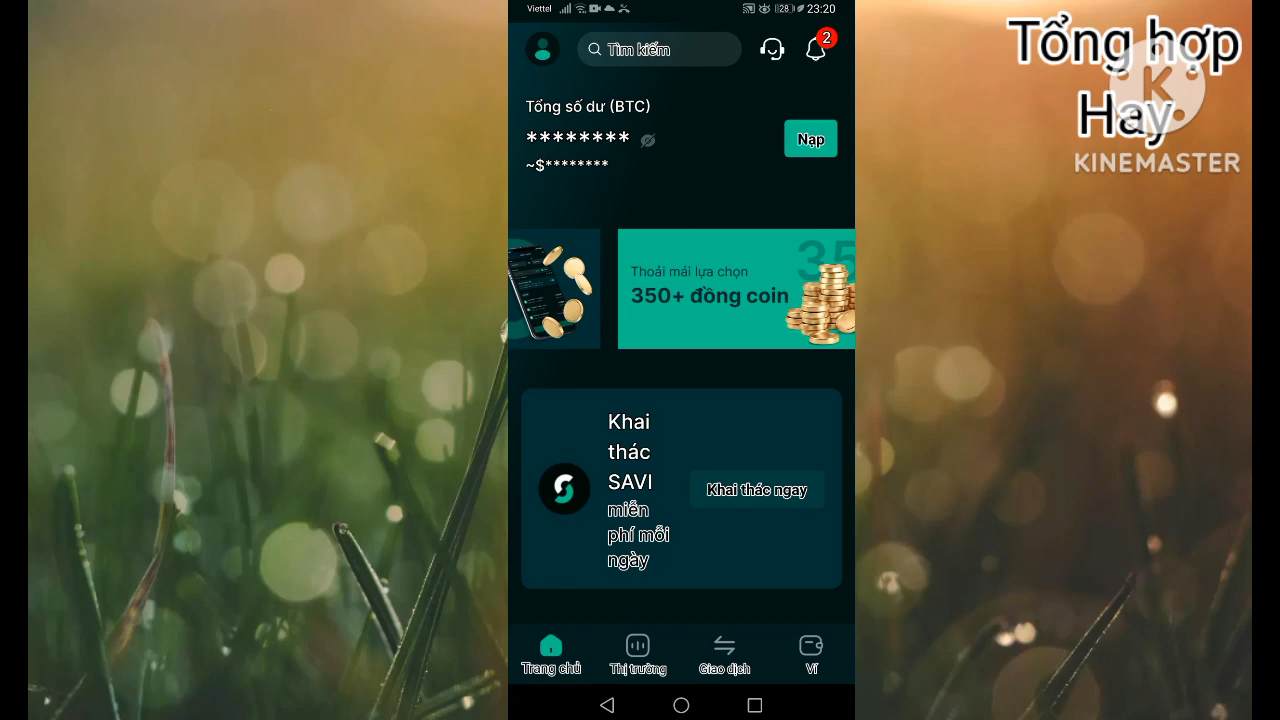 Viettel
28
23:20
Tìm kiếm
2
Tổng số dư (BTC)
********
~$********
Nạp
35
Thoải mái lựa chọn
350+ đồng coin
Khai
thác
SAVI
miễn
phí mỗi
ngày
Khai thác ngay
Trang chủ
Thị trường
Giao dịch
Ví
Tổng hợp
Hay
K
KINEMASTER